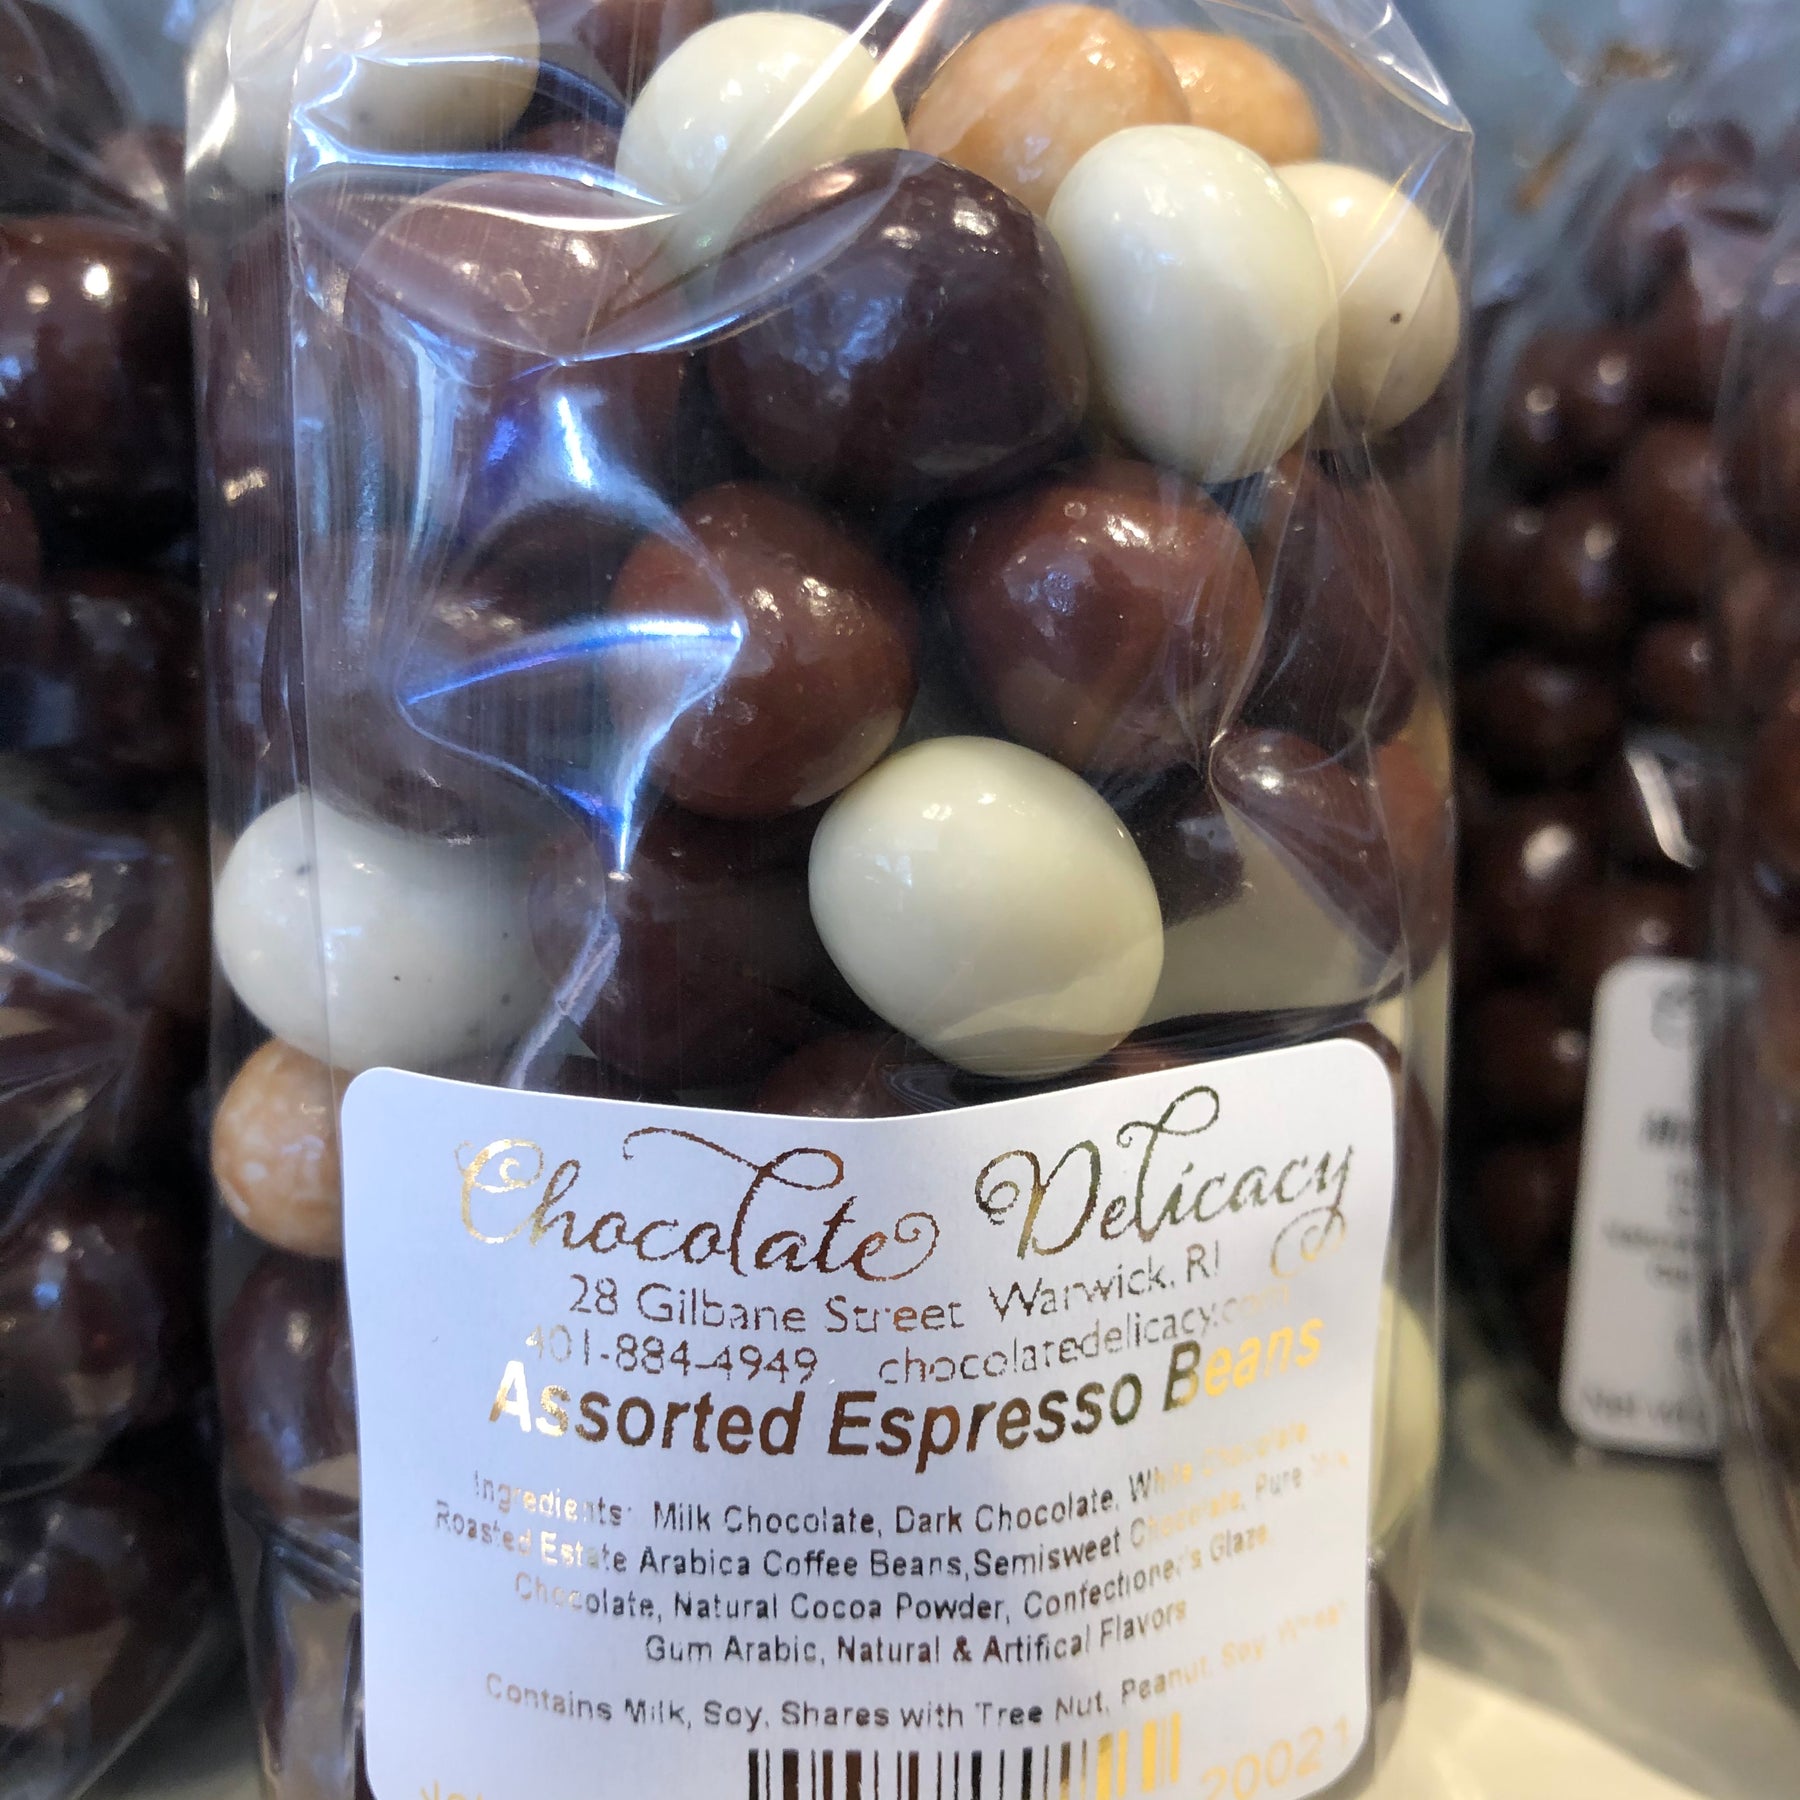 Chocolate Delicacy
28 Gilbane Street Warwick, RI
401-884-4949 chocolatedelicacy.com
Assorted Espresso Beans
Ingredients: Milk Chocolate, Dark Chocolate, White Chocolate,
Roasted Estate Arabica Coffee Beans,Semisweet Chocolate, Pure Milk
Chocolate, Natural Cocoa Powder, Confectioner's Glaze
Gum Arabic, Natural & Artifical Flavors
Contains Milk, Soy, Shares with Tree Nut, Peanut, Soy, Wheat
20021